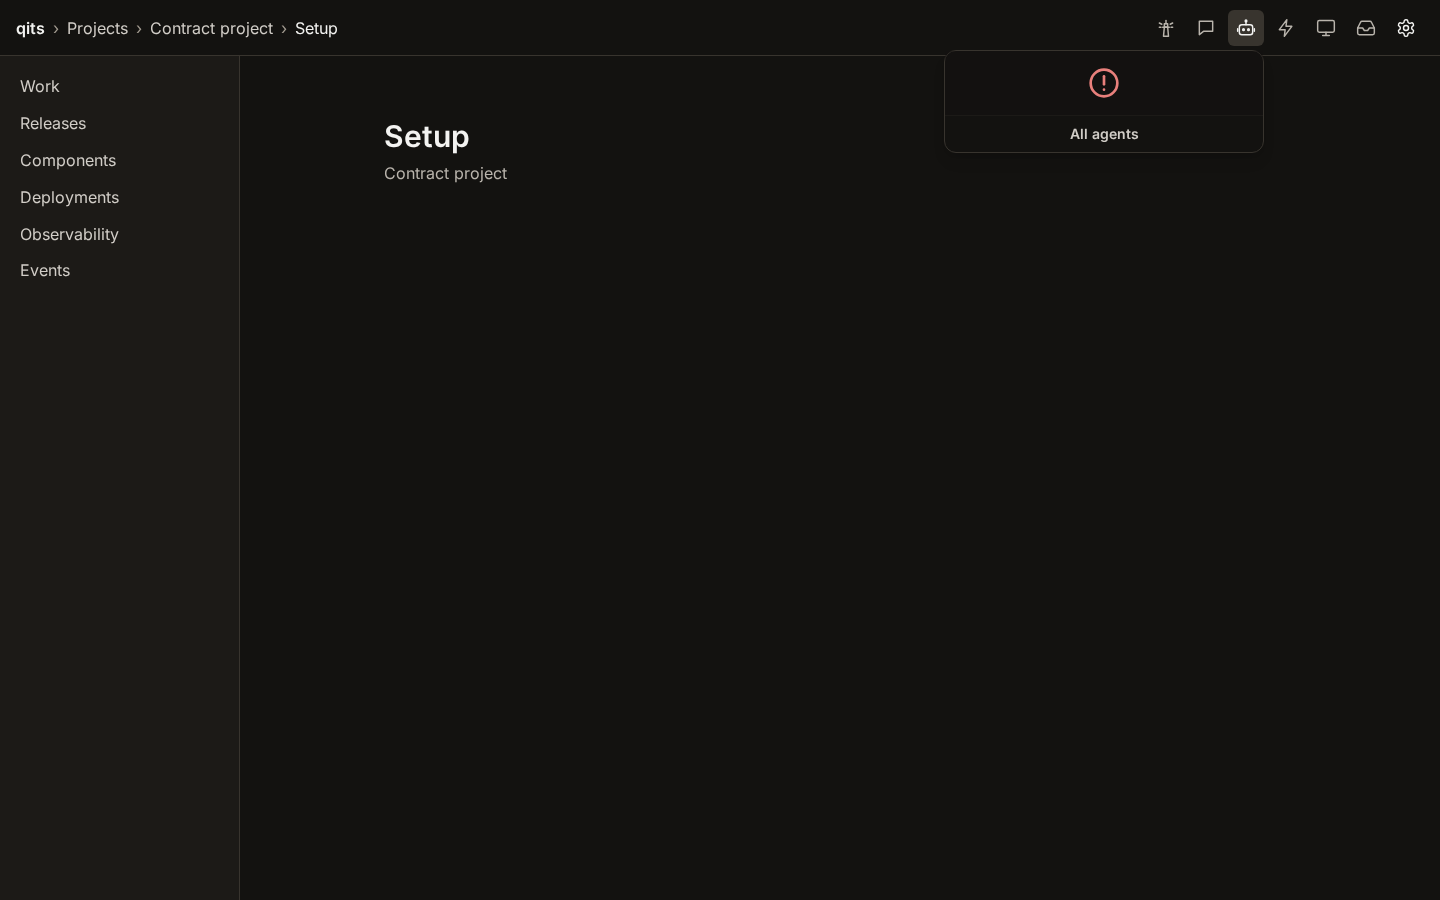 qits › Projects › Contract project › Setup
Work
Releases
Components
Deployments
Observability
Events
Setup
Contract project
All agents